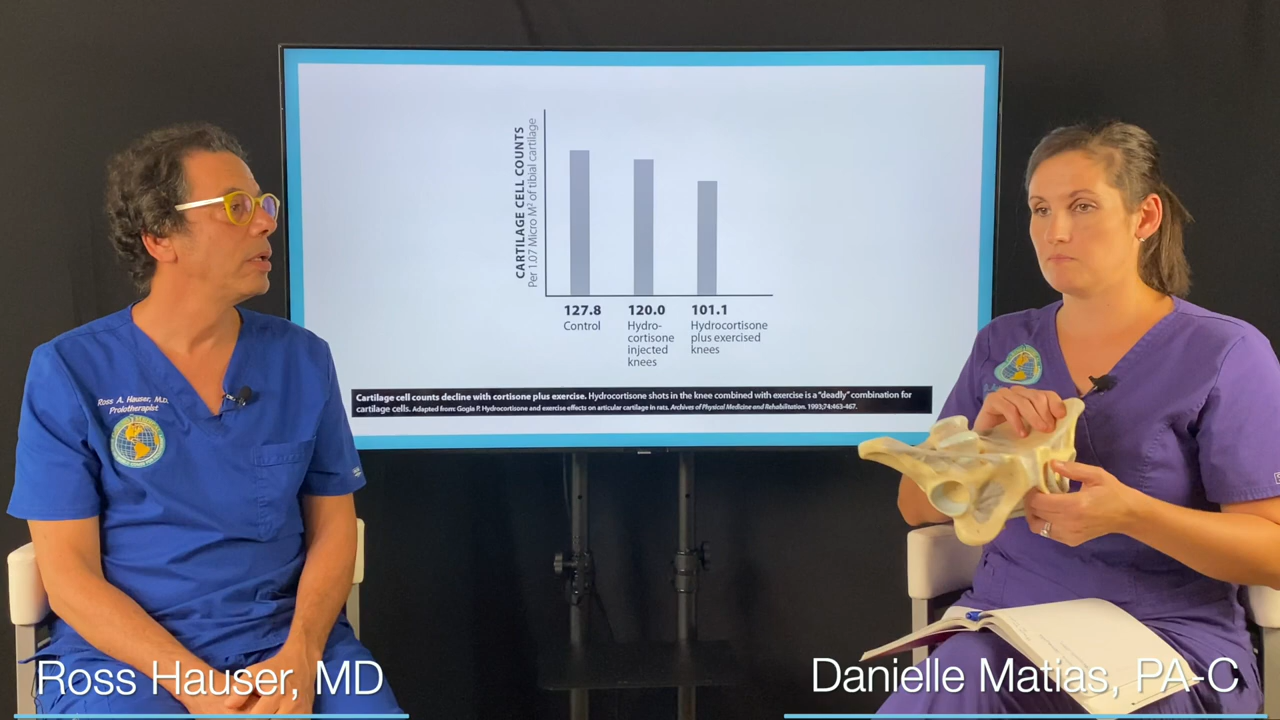 CARTILAGE CELL COUNTS
Per 1.07 Micro M² of tibial cartilage
127.8
Control
120.0
Hydro-
cortisone
injected
knees
101.1
Hydrocortisone
plus exercised
knees
Cartilage cell counts decline with cortisone plus exercise. Hydrocortisone shots in the knee combined with exercise is a "deadly" combination for
cartilage cells. Adapted from: Gogia P. Hydrocortisone and exercise effects on articular cartilage in rats. Archives of Physical Medicine and Rehabilitation. 1993;74:463-467.
Ross A. Hauser, M.D.
Prolotherapist
Ross Hauser, MD
Danielle Matias, PA-C